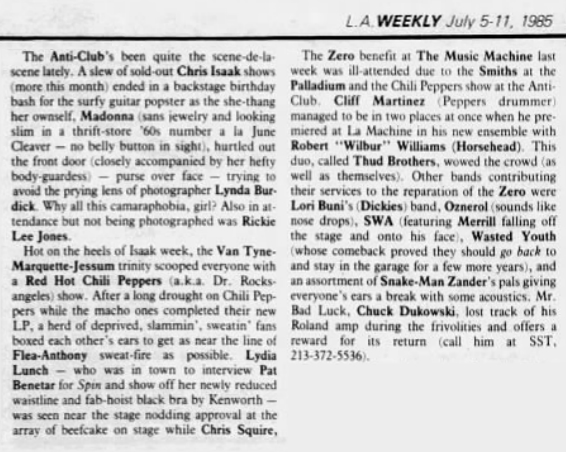 L.A. WEEKLY July 5-11, 1985
The Anti-Club's been quite the scene-de-la-
scene lately. A slew of sold-out Chris Isaak shows
(more this month) ended in a backstage birthday
bash for the surfy guitar popster as the she-thang
her ownself, Madonna (sans jewelry and looking
slim in a thrift-store '60s number a la June
Cleaver — no belly button in sight), hurtled out
the front door (closely accompanied by her hefty
body-guardess) — purse over face — trying to
avoid the prying lens of photographer Lynda Bur-
dick. Why all this camaraphobia, girl? Also in at-
tendance but not being photographed was Rickie
Lee Jones.
Hot on the heels of Isaak week, the Van Tyne-
Marquette-Jessum trinity scooped everyone with
a Red Hot Chili Peppers (a.k.a. Dr. Rocks-
angeles) show. After a long drought on Chili Pep-
pers while the macho ones completed their new
LP, a herd of deprived, slammin', sweatin' fans
boxed each other's ears to get as near the line of
Flea-Anthony sweat-fire as possible. Lydia
Lunch — who was in town to interview Pat
Benetar for Spin and show off her newly reduced
waistline and fab-hoist black bra by Kenworth —
was seen near the stage nodding approval at the
array of beefcake on stage while Chris Squire,
The Zero benefit at The Music Machine last
week was ill-attended due to the Smiths at the
Palladium and the Chili Peppers show at the Anti-
Club. Cliff Martinez (Peppers drummer)
managed to be in two places at once when he pre-
miered at La Machine in his new ensemble with
Robert "Wilbur" Williams (Horsehead). This
duo, called Thud Brothers, wowed the crowd (as
well as themselves). Other bands contributing
their services to the reparation of the Zero were
Lori Buni's (Dickies) band, Oznerol (sounds like
nose drops), SWA (featuring Merrill falling off
the stage and onto his face), Wasted Youth
(whose comeback proved they should go back to
and stay in the garage for a few more years), and
an assortment of Snake-Man Zander's pals giving
everyone's ears a break with some acoustics. Mr.
Bad Luck, Chuck Dukowski, lost track of his
Roland amp during the frivolities and offers a
reward for its return (call him at SST,
213-372-5536).